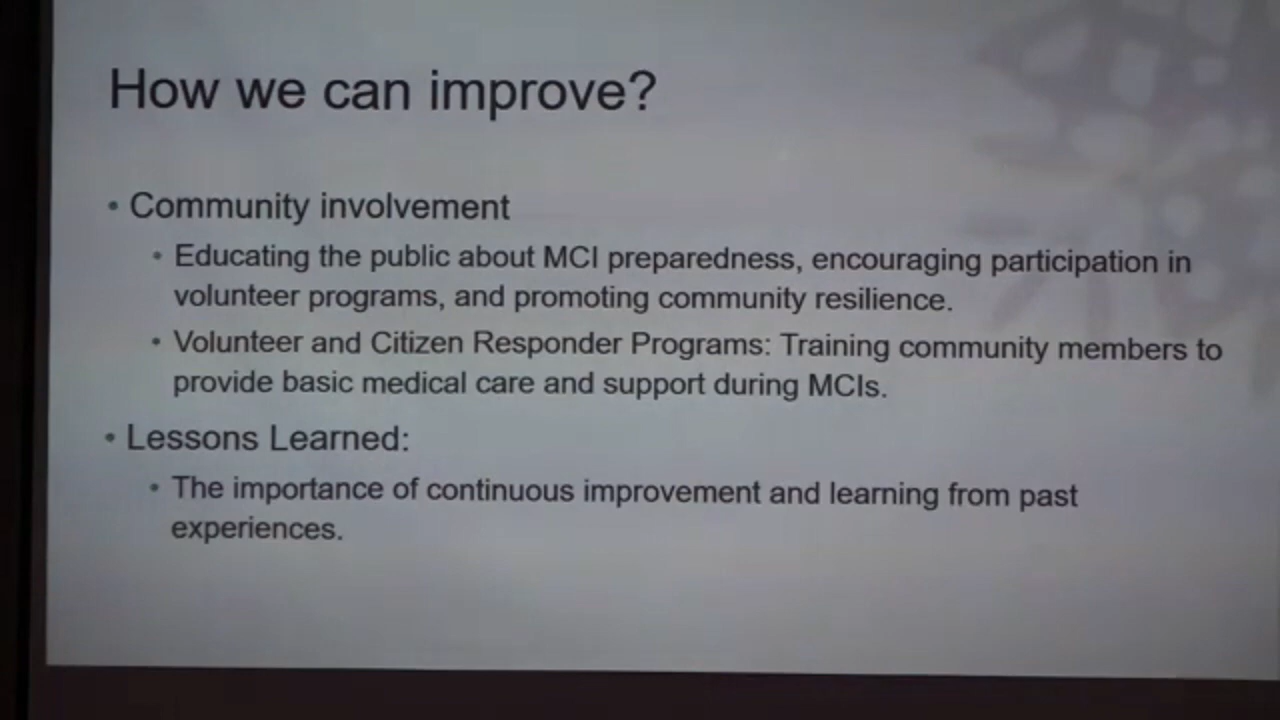 How we can improve?
• Community involvement
• Educating the public about MCI preparedness, encouraging participation in
volunteer programs, and promoting community resilience.
• Volunteer and Citizen Responder Programs: Training community members to
provide basic medical care and support during MCIs.
• Lessons Learned:
• The importance of continuous improvement and learning from past
experiences.